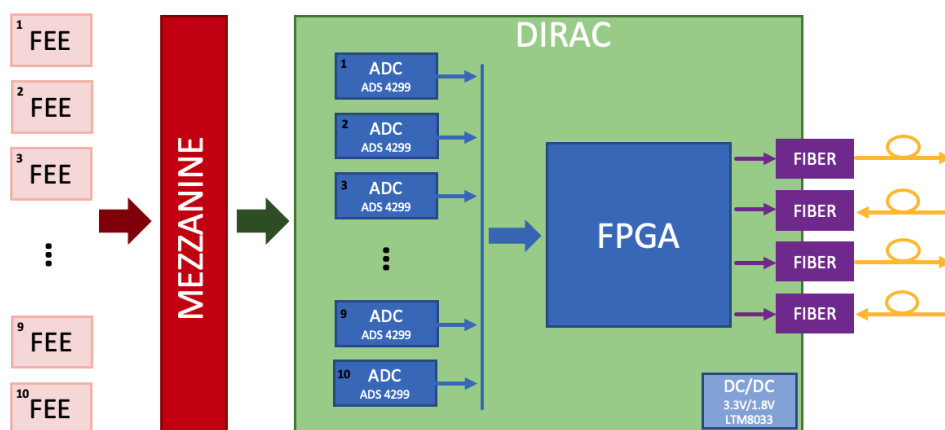 1
FEE
2
FEE
3
FEE
...
9
FEE
10
FEE
MEZZANINE
DIRAC
1
ADC
ADS 4299
2
ADC
ADS 4299
3
ADC
ADS 4299
...
9
ADC
ADS 4299
10
ADC
ADS 4299
FPGA
FIBER
FIBER
FIBER
FIBER
DC/DC
3.3V/1.8V
LTM8033